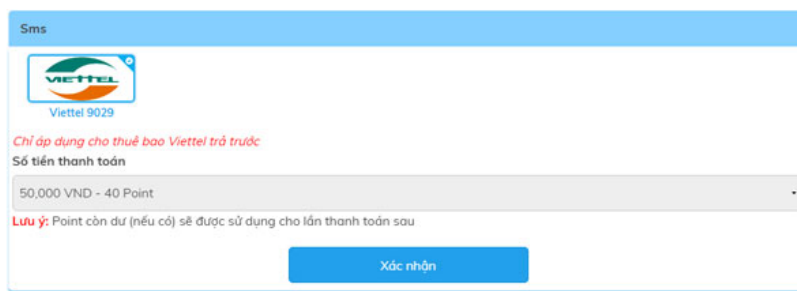 Sms
VIETTEL
Viettel 9029
Chỉ áp dụng cho thuê bao Viettel trả trước
Số tiền thanh toán
50,000 VND - 40 Point
Lưu ý: Point còn dư (nếu có) sẽ được sử dụng cho lần thanh toán sau
Xác nhận